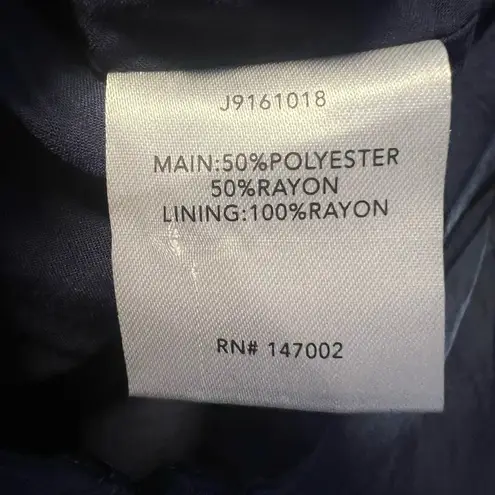 J9161018
MAIN:50%POLYESTER
50%RAYON
LINING:100%RAYON
RN# 147002